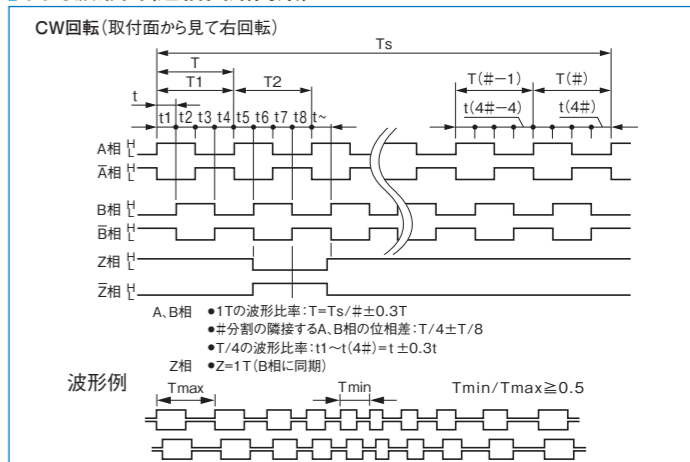 CW回転(取付面から見て右回転)
Ts
T
T(#−1)
T(#)
T1
T2
t
t(4#−4)
t(4#)
t1 t2 t3 t4 t5 t6 t7 t8 t~
A相 H L
A̅相 H L
B相 H L
B̅相 H L
Z相 H L
Z̅相 H L
A、B相 ●1Tの波形比率:T=Ts/#±0.3T
●#分割の隣接するA、B相の位相差:T/4±T/8
●T/4の波形比率:t1~t(4#)=t±0.3t
Z相 ●Z=1T(B相に同期)
波形例
Tmax
Tmin
Tmin/Tmax≧0.5